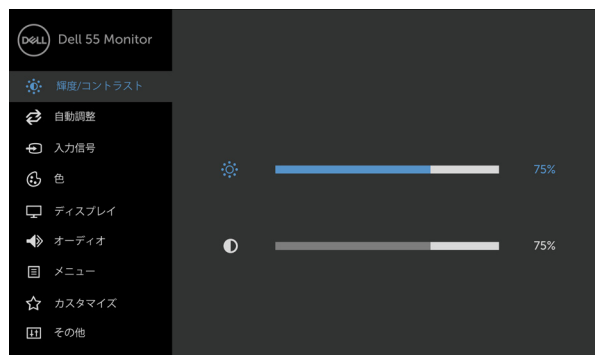 DELL Dell 55 Monitor
輝度/コントラスト
自動調整
入力信号
75%
色
ディスプレイ
オーディオ
75%
メニュー
カスタマイズ
その他